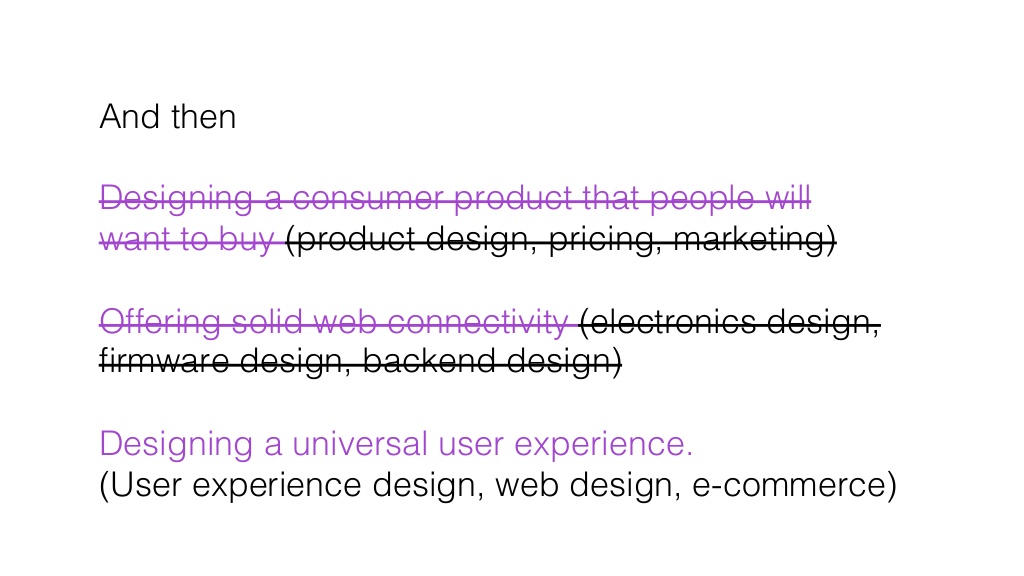 And then
Designing a consumer product that people will
want to buy (product design, pricing, marketing)
Offering solid web connectivity (electronics design,
firmware design, backend design)
Designing a universal user experience.
(User experience design, web design, e-commerce)